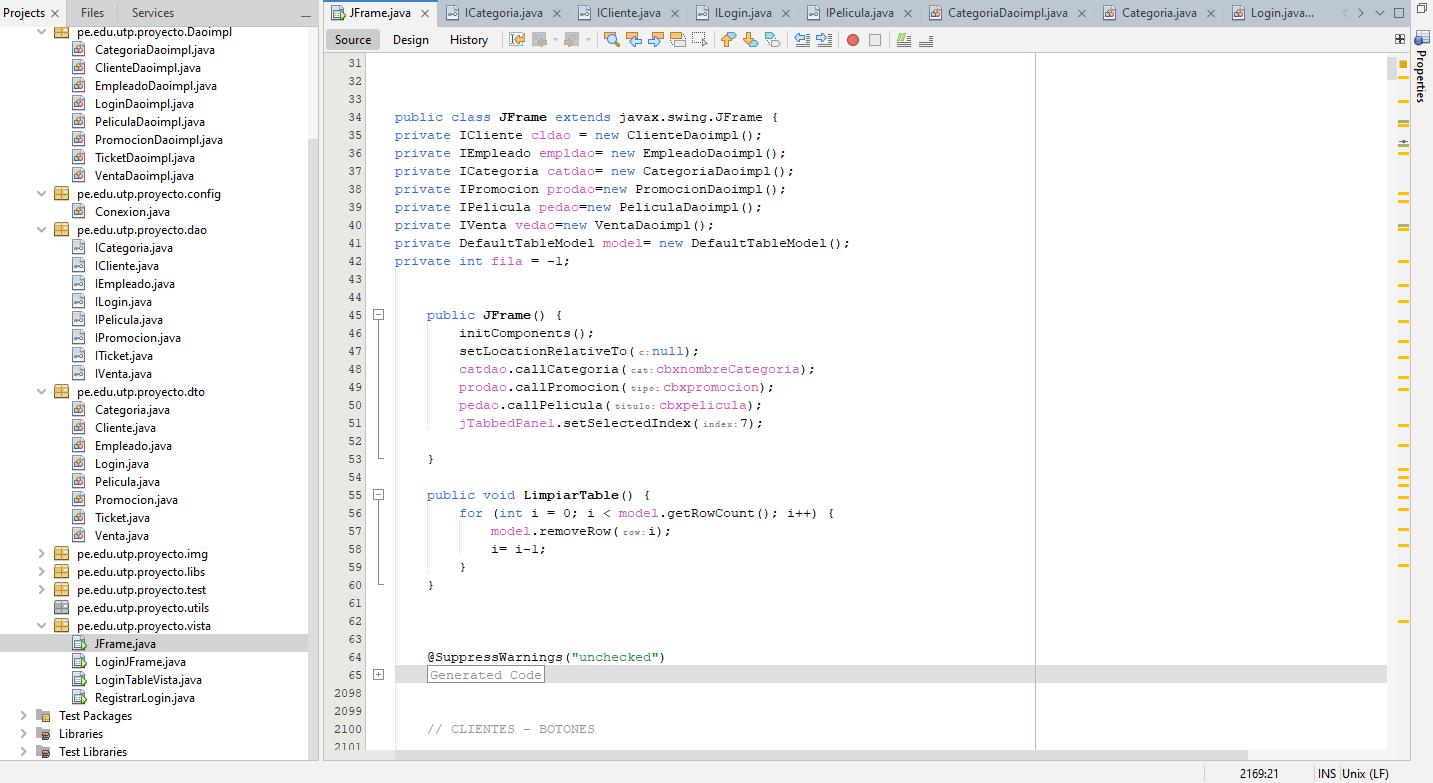 Projects
Files
Services
pe.edu.utp.proyecto.Daoimpl
CategoriaDaoimpl.java
ClienteDaoimpl.java
EmpleadoDaoimpl.java
LoginDaoimpl.java
PeliculaDaoimpl.java
PromocionDaoimpl.java
TicketDaoimpl.java
VentaDaoimpl.java
pe.edu.utp.proyecto.config
Conexion.java
pe.edu.utp.proyecto.dao
ICategoria.java
ICliente.java
IEmpleado.java
ILogin.java
IPelicula.java
IPromocion.java
ITicket.java
IVenta.java
pe.edu.utp.proyecto.dto
Categoria.java
Cliente.java
Empleado.java
Login.java
Pelicula.java
Promocion.java
Ticket.java
Venta.java
pe.edu.utp.proyecto.img
pe.edu.utp.proyecto.libs
pe.edu.utp.proyecto.test
pe.edu.utp.proyecto.utils
pe.edu.utp.proyecto.vista
JFrame.java
LoginJFrame.java
LoginTableVista.java
RegistrarLogin.java
Test Packages
Libraries
Test Libraries
JFrame.java ICategoria.java ICliente.java ILogin.java IPelicula.java CategoriaDaoimpl.java Categoria.java Login.java...
Source Design History
31
32
33
34 public class JFrame extends javax.swing.JFrame {
35 private ICliente cldao = new ClienteDaoimpl();
36 private IEmpleado empldao= new EmpleadoDaoimpl();
37 private ICategoria catdao= new CategoriaDaoimpl();
38 private IPromocion prodao=new PromocionDaoimpl();
39 private IPelicula pedao=new PeliculaDaoimpl();
40 private IVenta vedao=new VentaDaoimpl();
41 private DefaultTableModel model= new DefaultTableModel();
42 private int fila = -1;
43
44
45 public JFrame() {
46 initComponents();
47 setLocationRelativeTo(c:null);
48 catdao.callCategoria(cat:cbxnombreCategoria);
49 prodao.callPromocion(tipo:cbxpromocion);
50 pedao.callPelicula(titulo:cbxpelicula);
51 jTabbedPane1.setSelectedIndex(index:7);
52
53 }
54
55 public void LimpiarTable() {
56 for (int i = 0; i < model.getRowCount(); i++) {
57 model.removeRow(row:i);
58 i= i-1;
59 }
60 }
61
62
63
64 @SuppressWarnings("unchecked")
65 Generated Code
2098
2099
2100 // CLIENTES - BOTONES
2101
Properties
2169:21 INS Unix (LF)